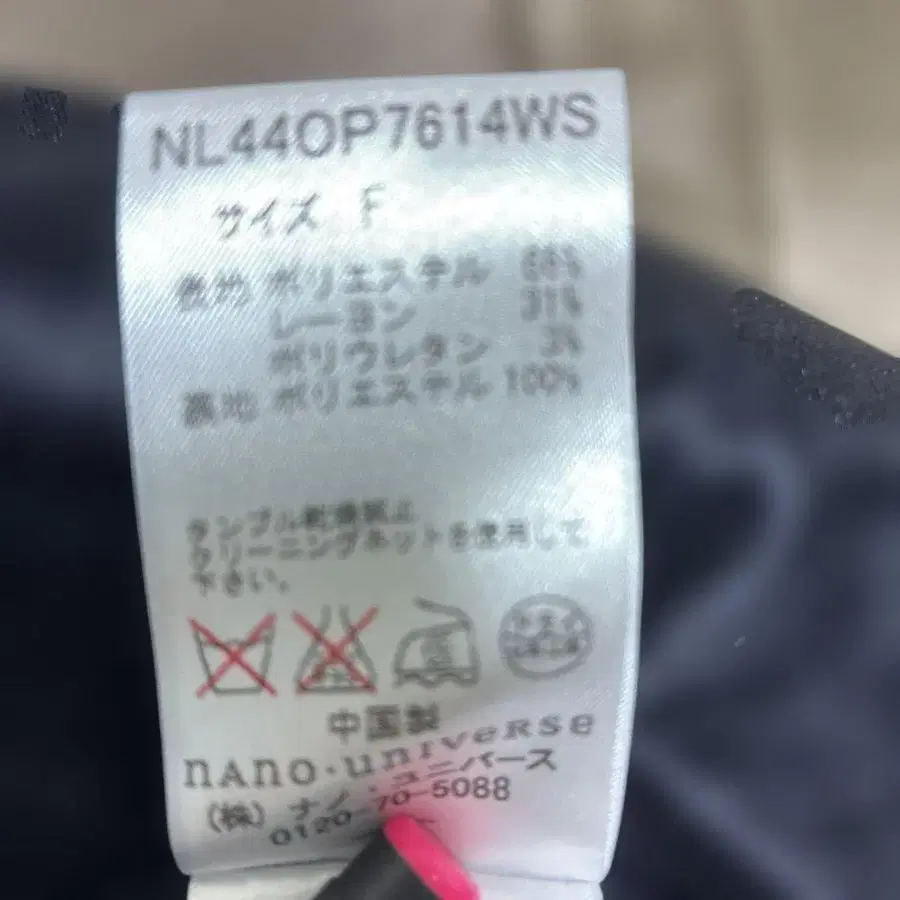 NL44OP7614WS
サイズ F
表地 ポリエステル 66%
レーヨン 31%
ポリウレタン 3%
裏地 ポリエステル 100%
タンブル乾燥禁止
クリーニングネットを使用して
下さい。
中国製
nAno·universe
(株) ナノ・ユニバース
0120-70-5088